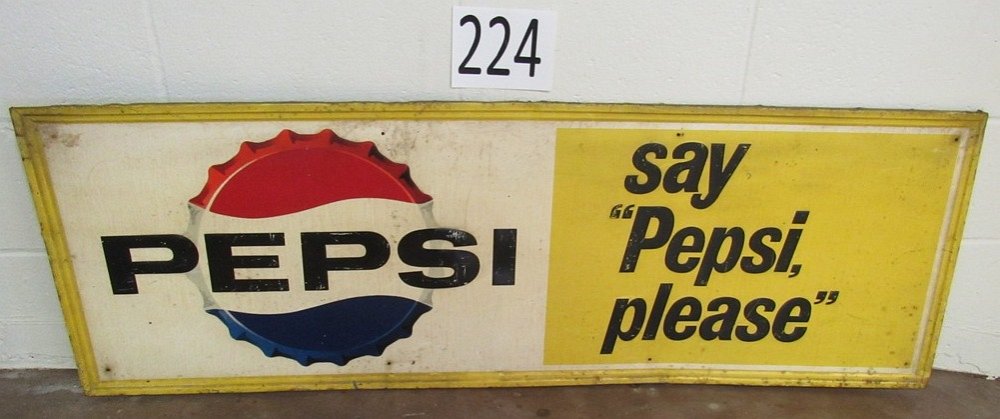 224
PEPSI
say
“Pepsi,
please”